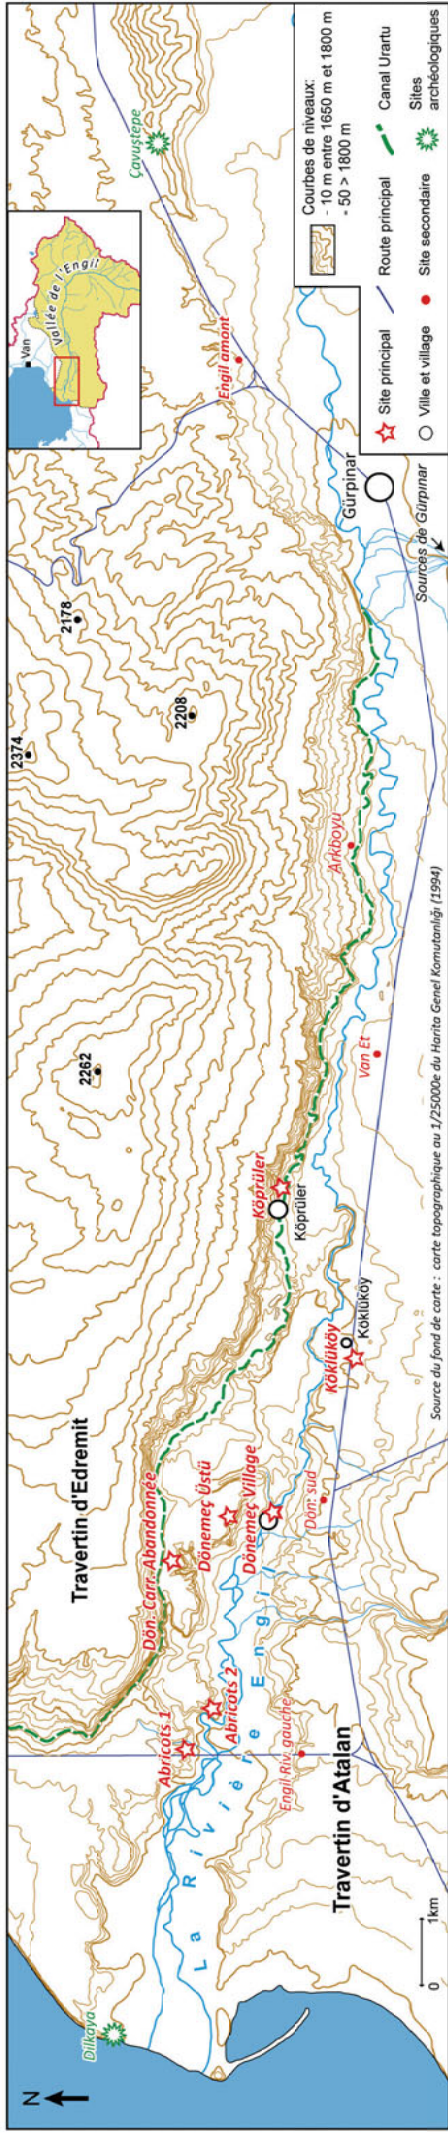 N
Dilkaya
La Rivière Engil
0 1km
Travertin d'Atalan
Travertin d'Edremit
Abricots 1
Abricots 2
Engil Riv. gauche
Dön. Carr. Abandonnée
Dönemeç Üstü
Dönemeç Village
Dön. sud
Köklüköy
Köklüköy
Köprüler
Köprüler
Van Et
Arkboyu
2262
2374
2208
2178
Gürpınar
Sources de Gürpınar
Engil amont
Çavuştepe
Van
Vallée de l'Engil
Courbes de niveaux:
- 10 m entre 1650 m et 1800 m
- 50 > 1800 m
Site principal
Route principal
Canal Urartu
Ville et village
Site secondaire
Sites
archéologiques
Source du fond de carte : carte topographique au 1/25000e du Harita Genel Komutanlığı (1994)